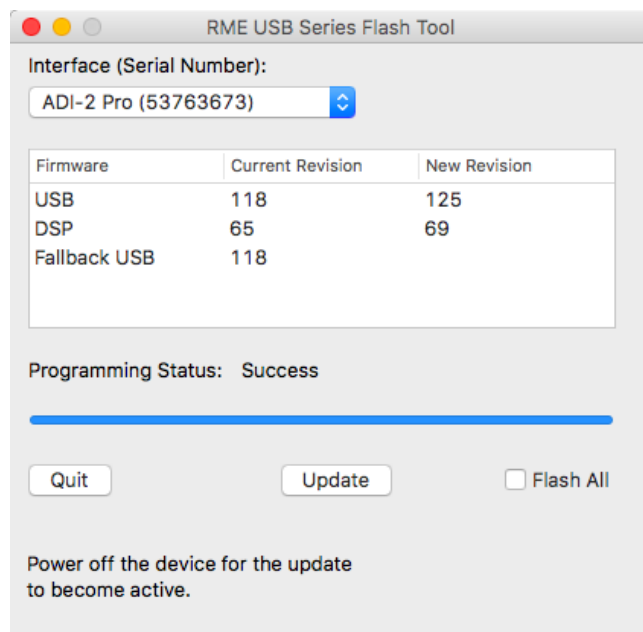 RME USB Series Flash Tool
Interface (Serial Number):
ADI-2 Pro (53763673)
Firmware Current Revision New Revision
USB 118 125
DSP 65 69
Fallback USB 118
Programming Status: Success
Quit Update Flash All
Power off the device for the update
to become active.